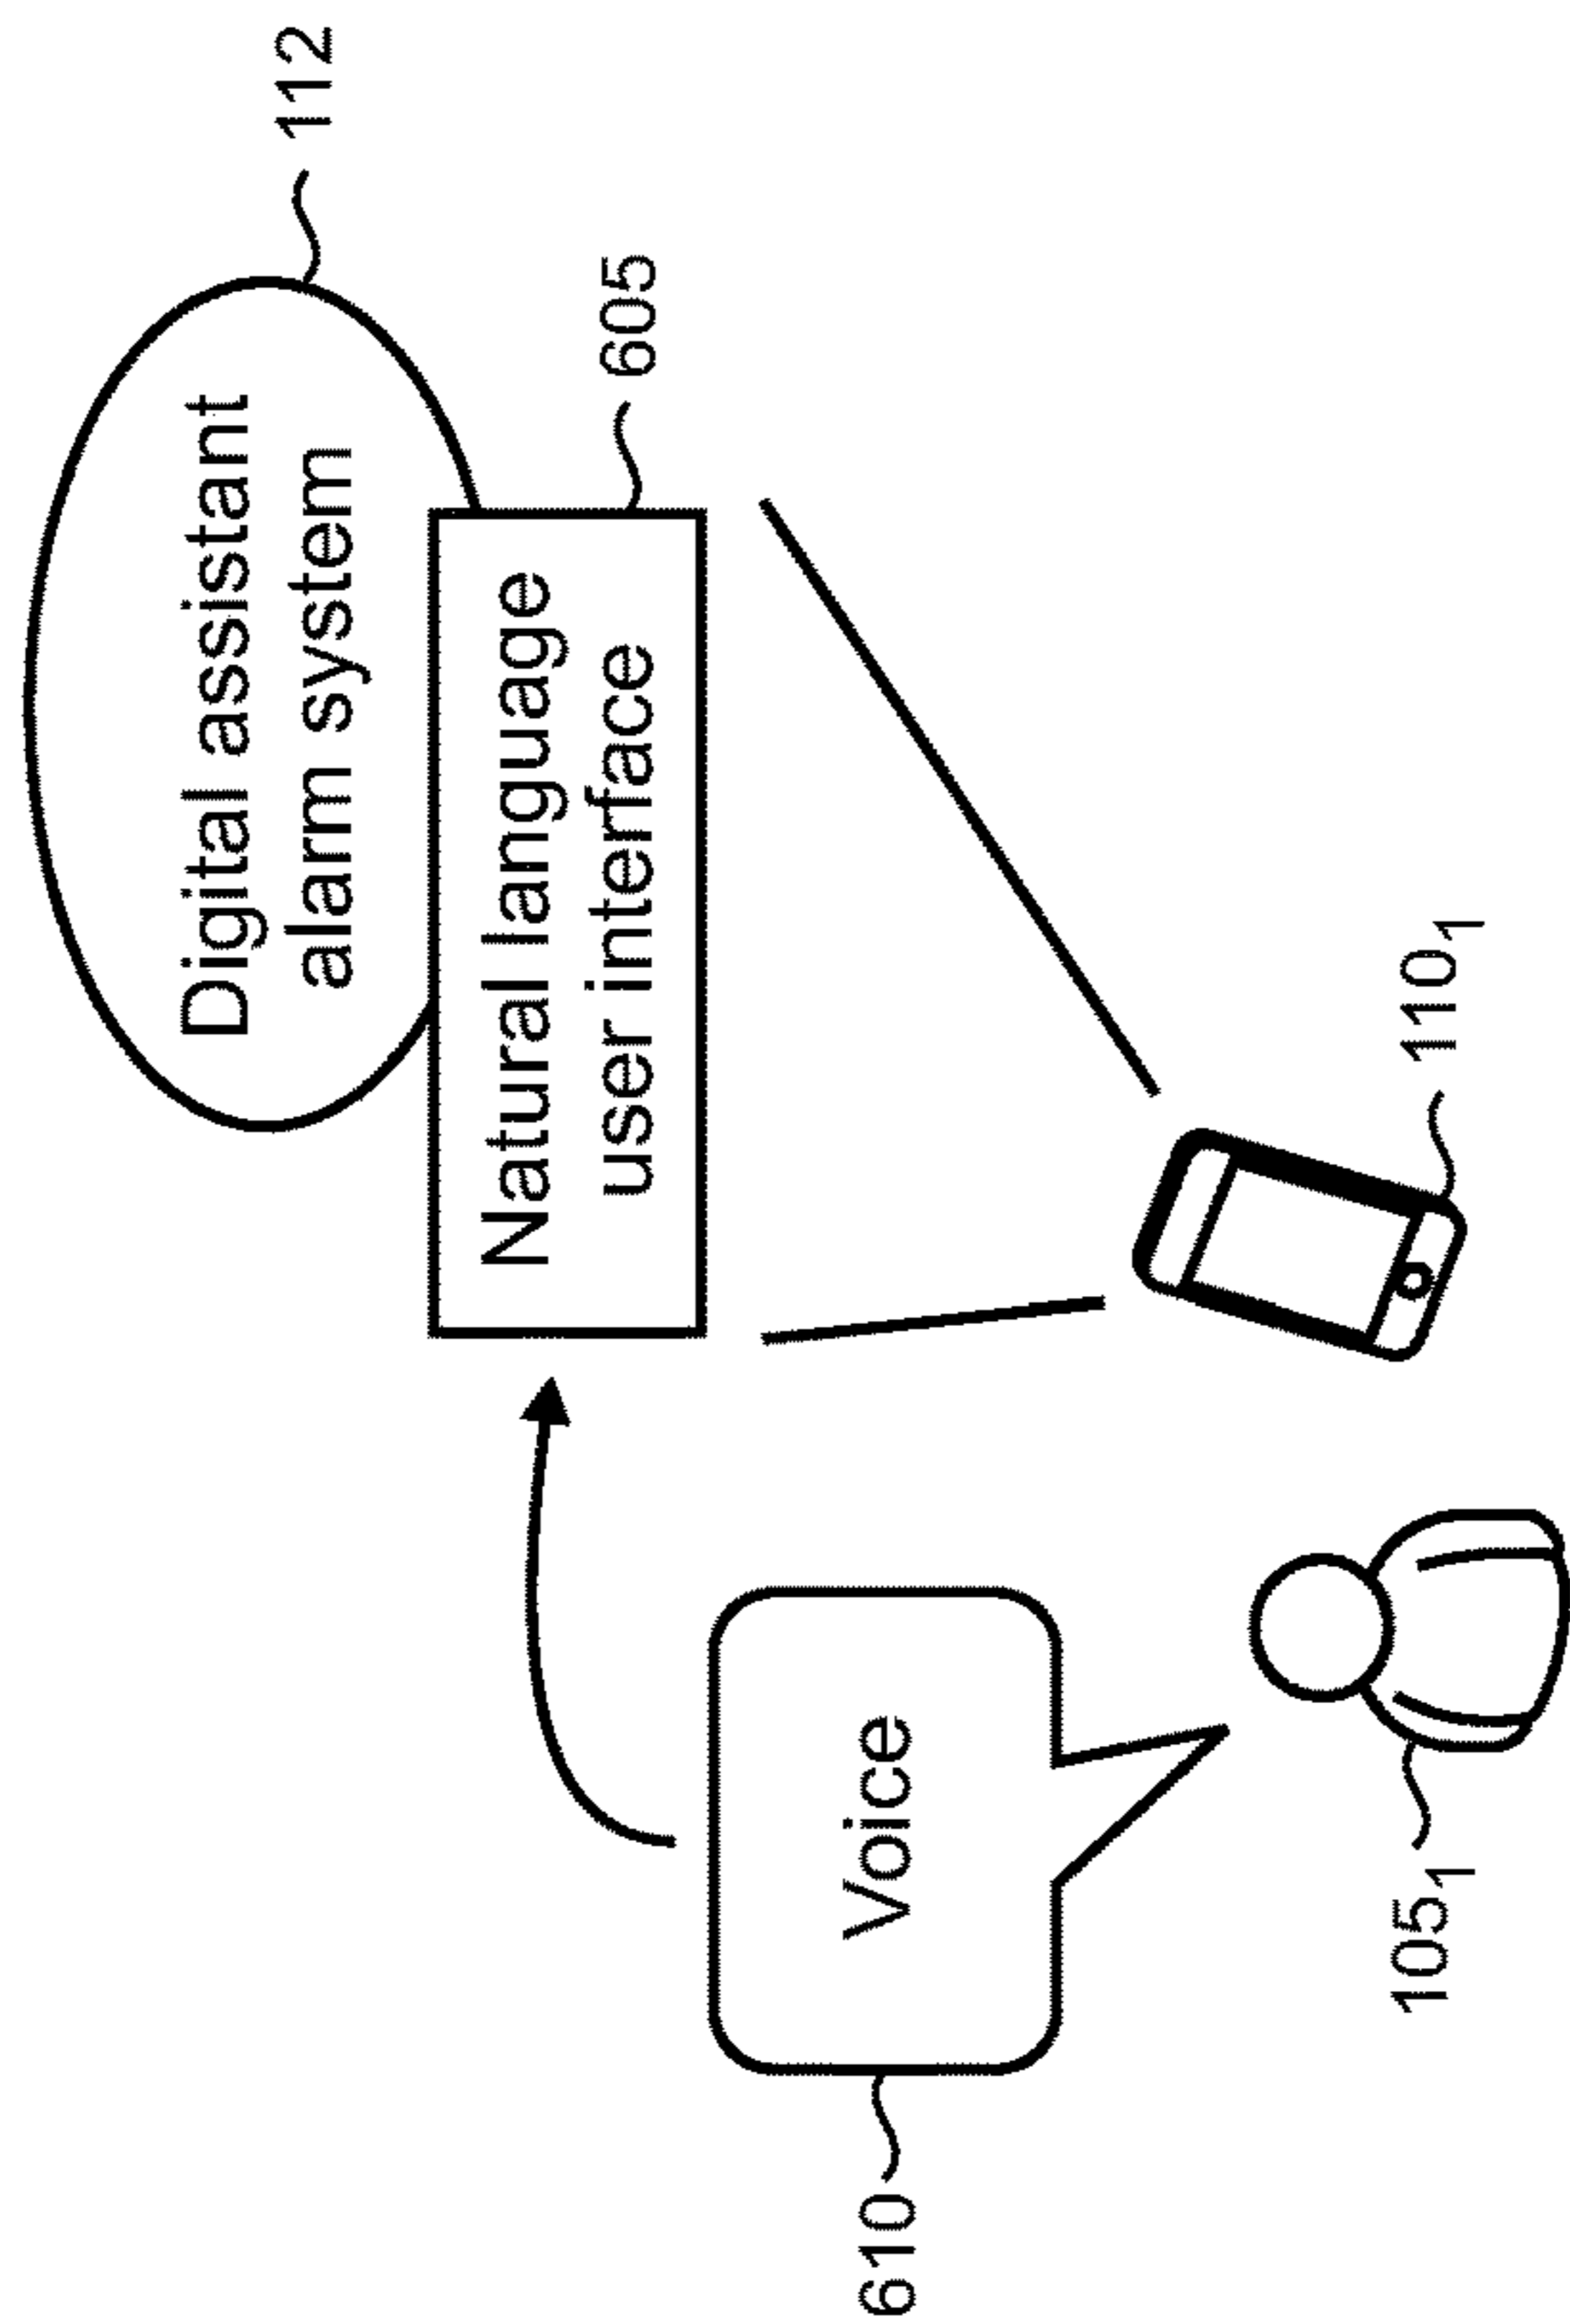 Digital assistant
alarm system
112
Natural language
user interface
605
Voice
610
105₁
110₁